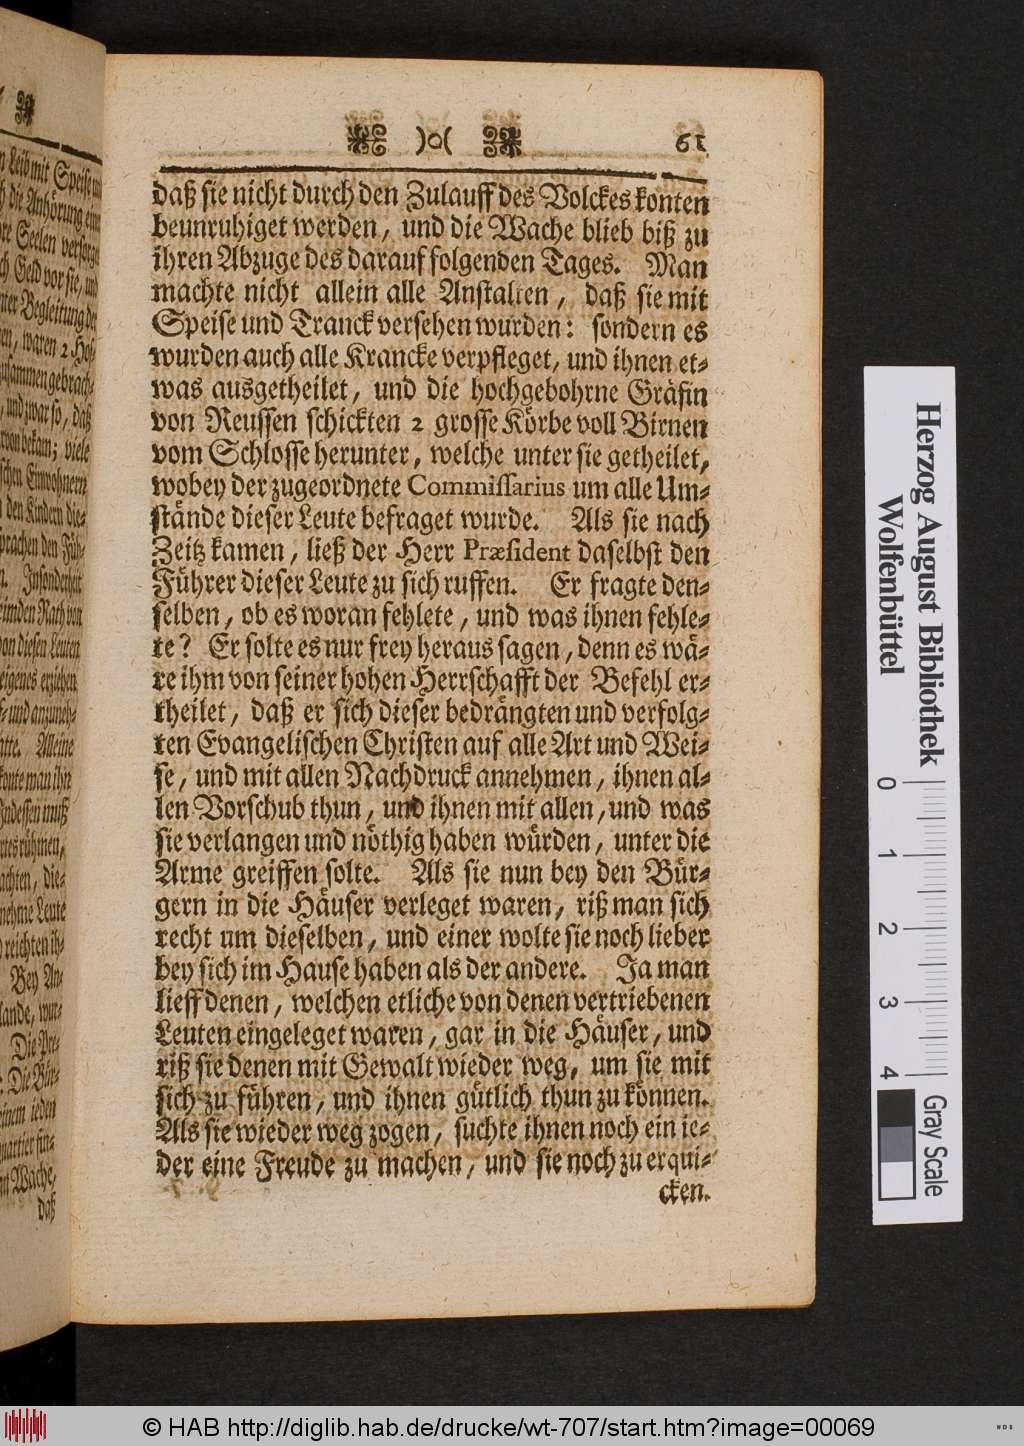 )o( 61
daß sie nicht durch den Zulauff des Volckes konten
beunruhiget werden, und die Wache blieb biß zu
ihren Abzuge des darauf folgenden Tages. Man
machte nicht allein alle Anstalten, daß sie mit
Speise und Tranck versehen wurden: sondern es
wurden auch alle Krancke verpfleget, und ihnen et-
was ausgetheilet, und die hochgebohrne Gräfin
von Reussen schickten 2 grosse Körbe voll Birnen
vom Schlosse herunter, welche unter sie getheilet,
wobey der zugeordnete Commissarius um alle Um-
stände dieser Leute befraget wurde. Als sie nach
Zeitz kamen, ließ der Herr Præsident daselbst den
Führer dieser Leute zu sich ruffen. Er fragte den-
selben, ob es woran fehlete, und was ihnen fehle-
te? Er solte es nur frey heraus sagen, denn es wä-
re ihm von seiner hohen Herrschafft der Befehl er-
theilet, daß er sich dieser bedrängten und verfolg-
ten Evangelischen Christen auf alle Art und Wei-
se, und mit allen Nachdruck annehmen, ihnen al-
len Vorschub thun, und ihnen mit allen, und was
sie verlangen und nöthig haben würden, unter die
Arme greiffen solte. Als sie nun bey den Bür-
gern in die Häuser verleget waren, riß man sich
recht um dieselben, und einer wolte sie noch lieber
bey sich im Hause haben als der andere. Ja man
lieff denen, welchen etliche von denen vertriebenen
Leuten eingeleget waren, gar in die Häuser, und
riß sie denen mit Gewalt wieder weg, um sie mit
sich zu führen, und ihnen gütlich thun zu können.
Als sie wieder weg zogen, suchte ihnen noch ein ie-
der eine Freude zu machen, und sie noch zu erqui-
cken.
Herzog August Bibliothek
Wolfenbüttel
0 1 2 3 4
Gray Scale
© HAB http://diglib.hab.de/drucke/wt-707/start.htm?image=00069